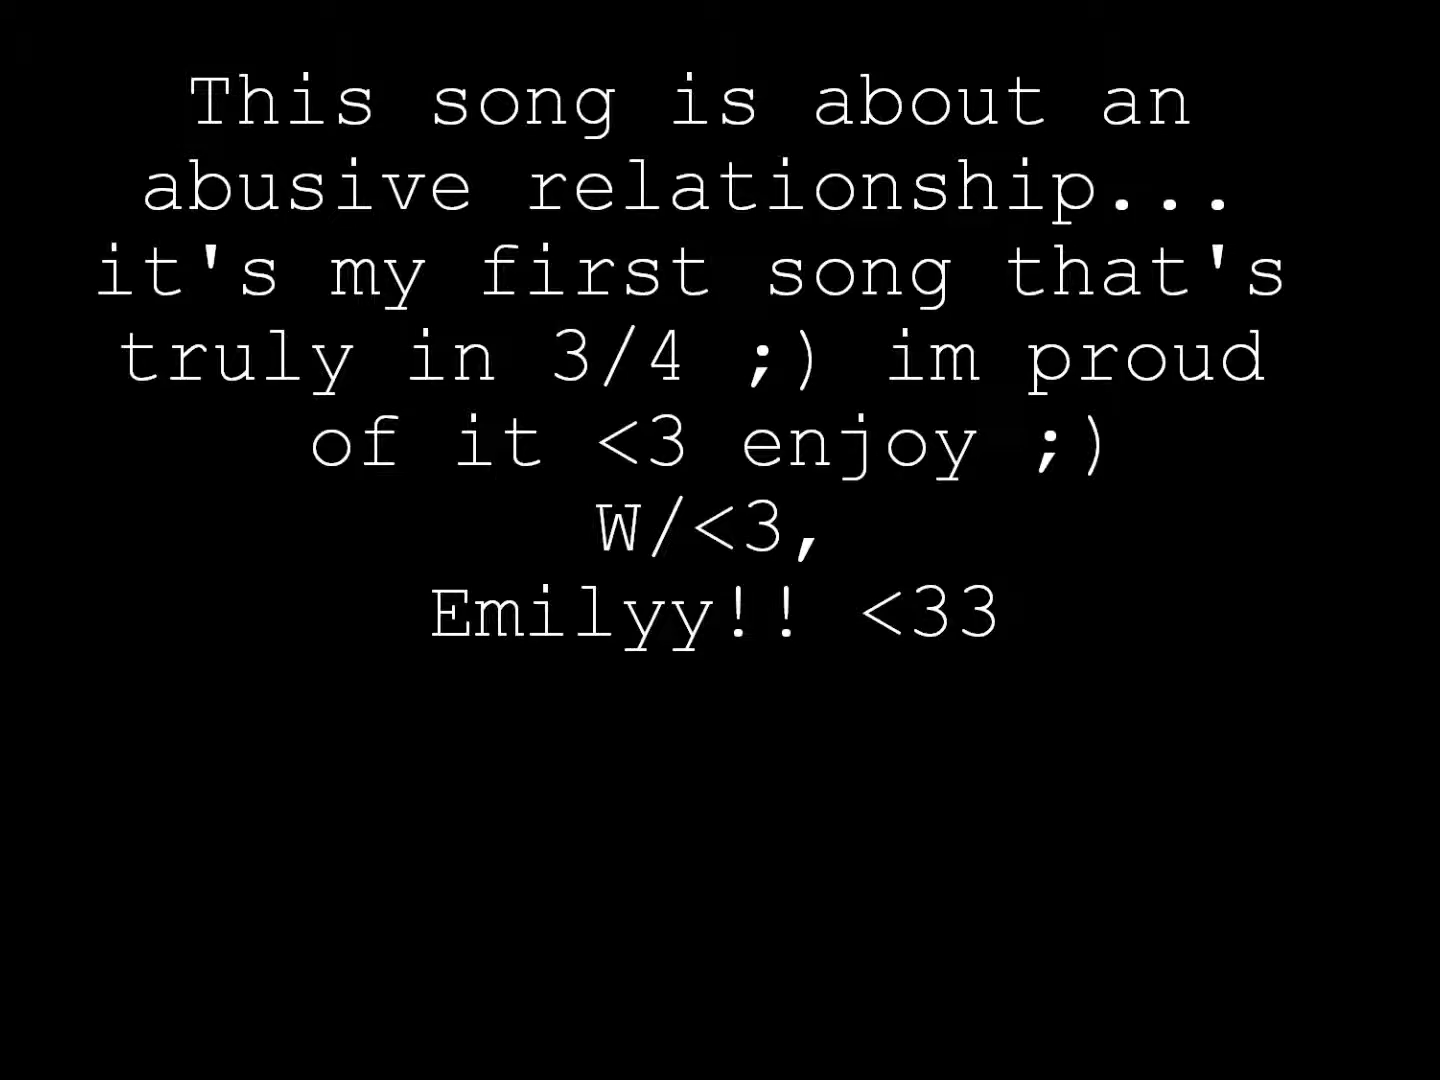 This song is about an
abusive relationship...
it's my first song that's
truly in 3/4 ;) im proud
of it <3 enjoy ;)
W/<3,
Emilyy!! <33